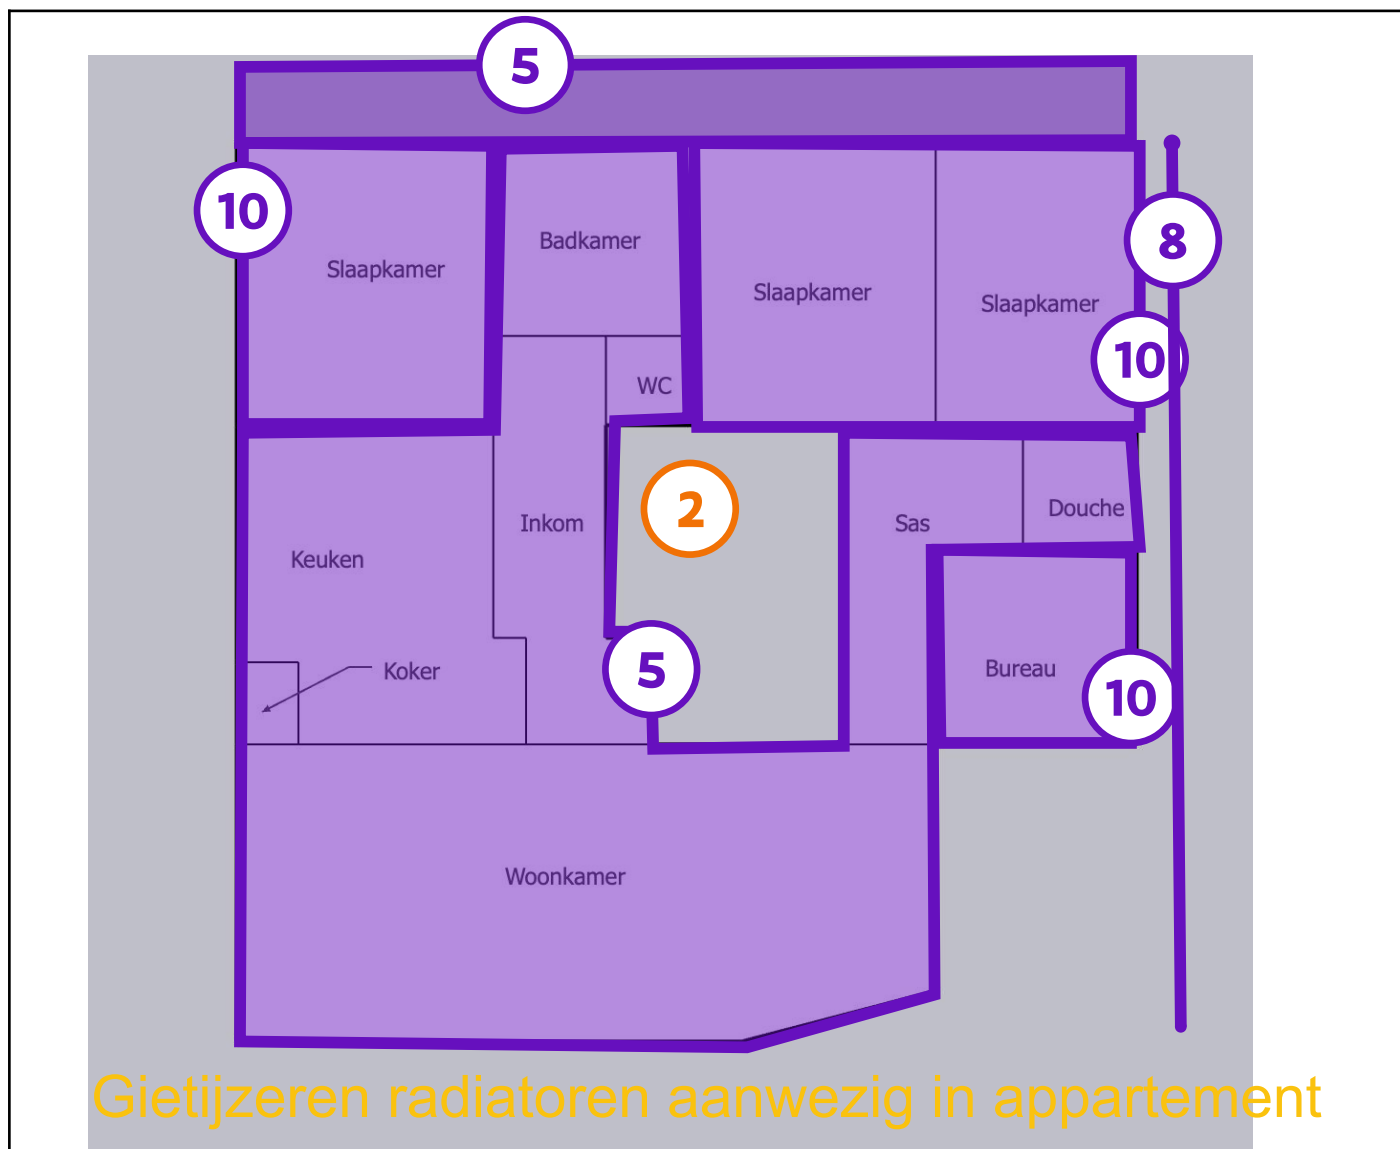 5
10
Badkamer
8
Slaapkamer
Slaapkamer
Slaapkamer
10
WC
2
Inkom
Sas
Douche
Keuken
Koker
5
Bureau
10
Woonkamer
Gietijzeren radiatoren aanwezig in appartement